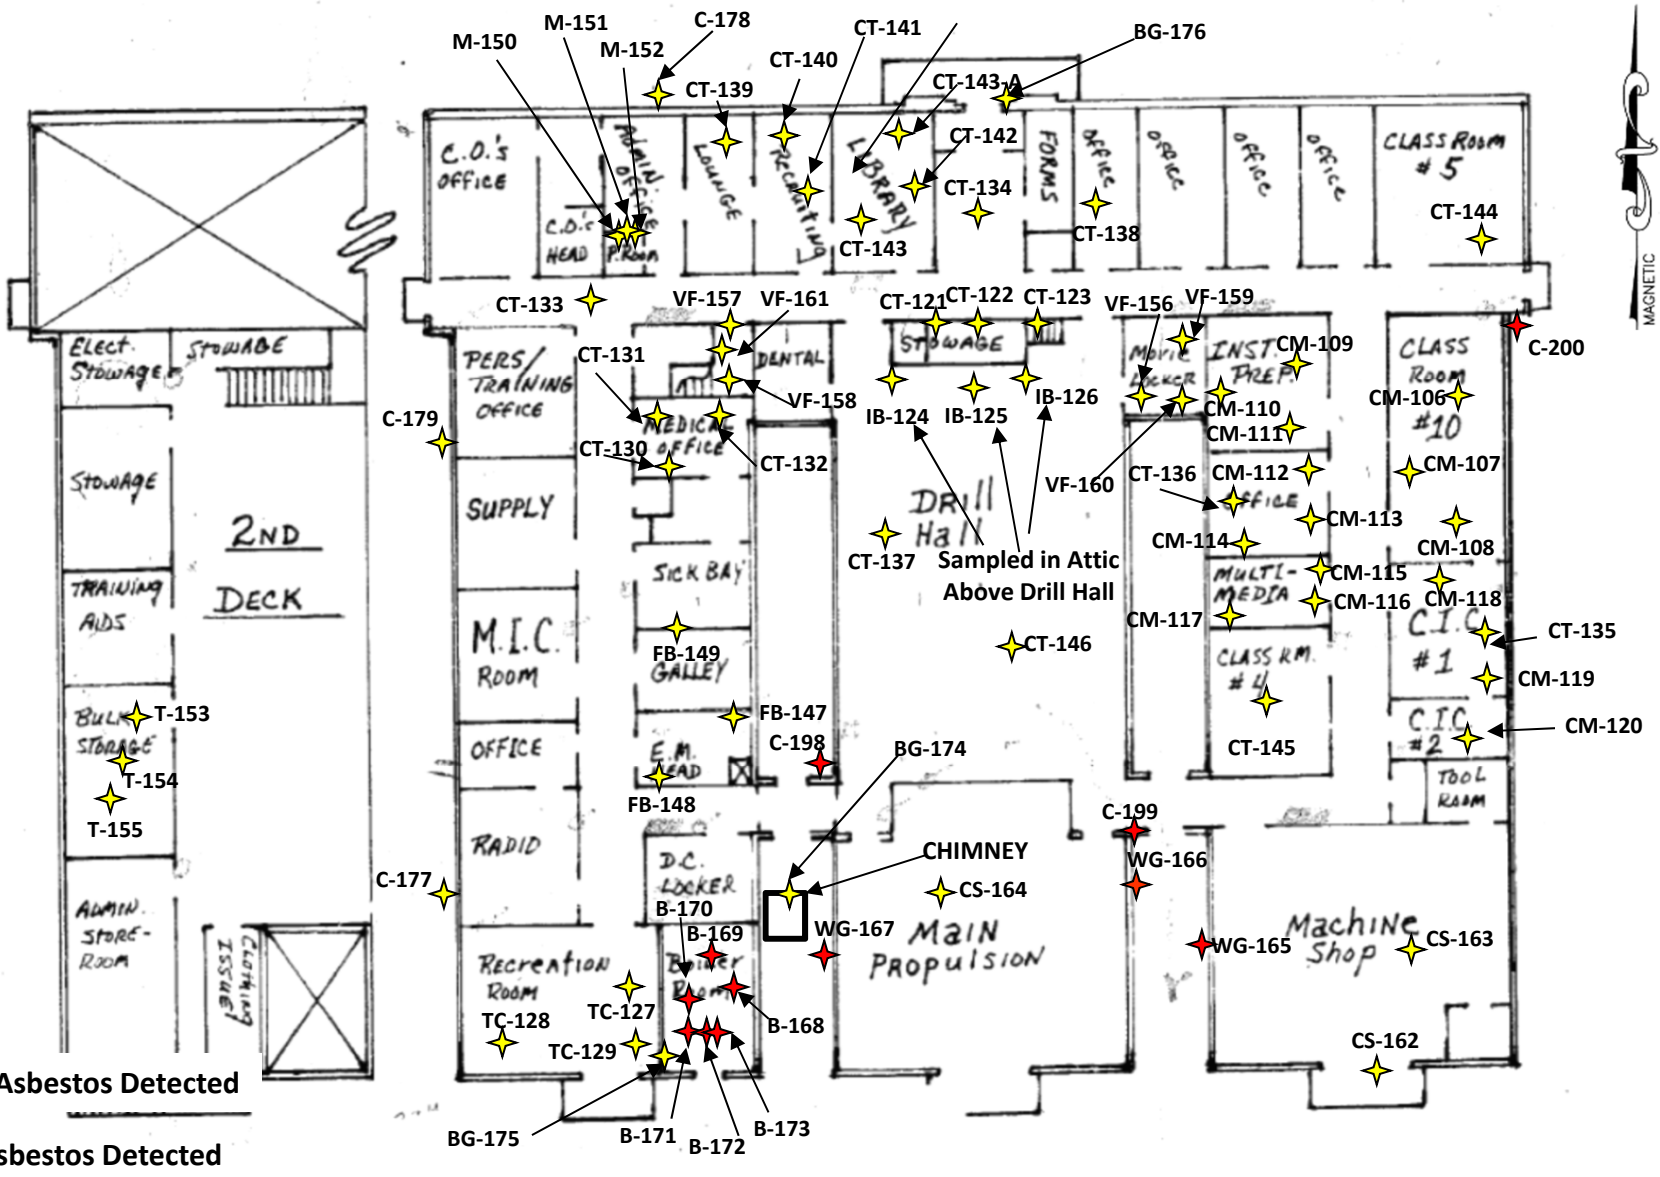 M-151
C-178
M-150
M-152
CT-141
CT-140
CT-139
BG-176
CT-143-A
CT-142
CT-134
CT-143
CT-138
CT-144
C.O.'s
OFFICE
C.O.'s
HEAD
ADMIN
OFFICE
P. ROOM
LOUNGE
RECRUITING
LIBRARY
FORMS
OFFICE
OFFICE
OFFICE
OFFICE
CLASS ROOM
# 5
MAGNETIC
CT-133
VF-157
VF-161
CT-121
CT-122
CT-123
VF-156
VF-159
C-200
ELECT.
STOWAGE
STOWAGE
PERS/
TRAINING
OFFICE
CT-131
DENTAL
STOWAGE
MOVIE
LOCKER
INST.
PREP.
CM-109
CLASS
ROOM
#10
VF-158
IB-124
IB-125
IB-126
CM-110
CM-106
C-179
MEDICAL
OFFICE
CT-130
CT-132
CM-111
VF-160
CT-136
CM-112
CM-107
OFFICE
STOWAGE
SUPPLY
2ND
DECK
DRILL
HALL
CM-113
CM-114
CM-108
CT-137
Sampled in Attic
Above Drill Hall
SICK BAY
TRAINING
AIDS
M.I.C.
ROOM
MULTI-
MEDIA
CM-115
CM-116
CM-117
CM-118
C.I.C
#1
CT-135
FB-149
GALLEY
CT-146
CLASS RM.
# 4
CM-119
BULK
STORAGE
T-153
T-154
T-155
FB-147
C-198
BG-174
OFFICE
E.M.
HEAD
FB-148
CT-145
C.I.C
#2
CM-120
TOOL
ROOM
C-199
WG-166
RADIO
D.C.
LOCKER
CHIMNEY
CS-164
C-177
B-170
B-169
WG-167
MAIN
PROPULSION
WG-165
MACHINE
SHOP
CS-163
ADMIN.
STORE-
ROOM
CLOTHING
ISSUE
RECREATION
ROOM
BOILER
ROOM
TC-127
TC-128
TC-129
B-168
CS-162
Asbestos Detected
BG-175
B-171
B-172
B-173
sbestos Detected